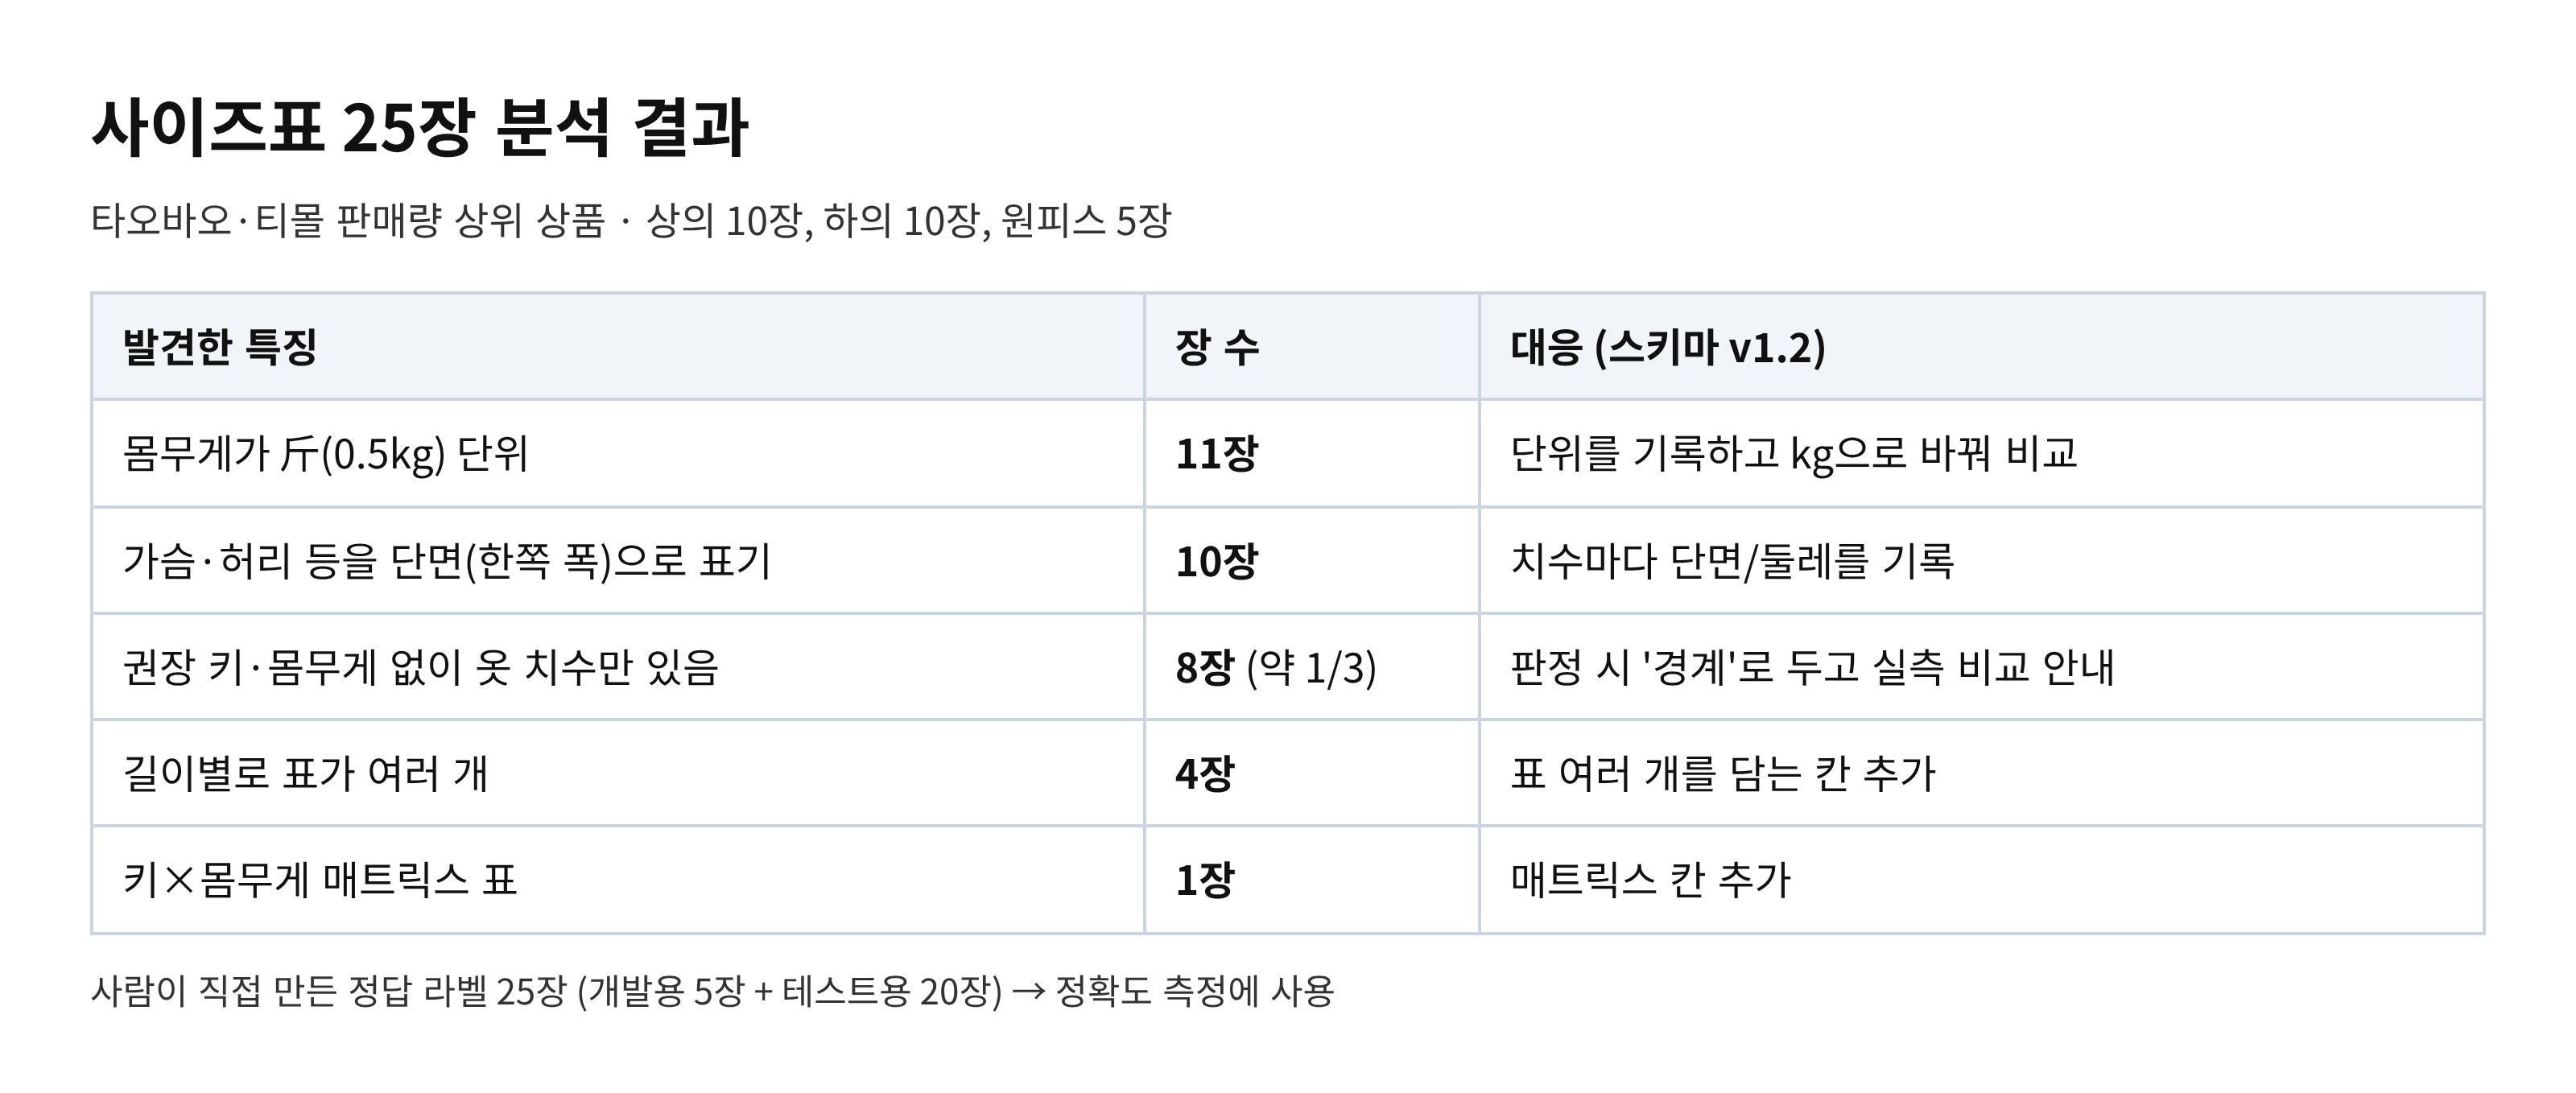 사이즈표 25장 분석 결과
타오바오·티몰 판매량 상위 상품 · 상의 10장, 하의 10장, 원피스 5장
발견한 특징 장 수 대응 (스키마 v1.2)
몸무게가 斤(0.5kg) 단위 11장 단위를 기록하고 kg으로 바꿔 비교
가슴·허리 등을 단면(한쪽 폭)으로 표기 10장 치수마다 단면/둘레를 기록
권장 키·몸무게 없이 옷 치수만 있음 8장 (약 1/3) 판정 시 '경계'로 두고 실측 비교 안내
길이별로 표가 여러 개 4장 표 여러 개를 담는 칸 추가
키×몸무게 매트릭스 표 1장 매트릭스 칸 추가
사람이 직접 만든 정답 라벨 25장 (개발용 5장 + 테스트용 20장) → 정확도 측정에 사용